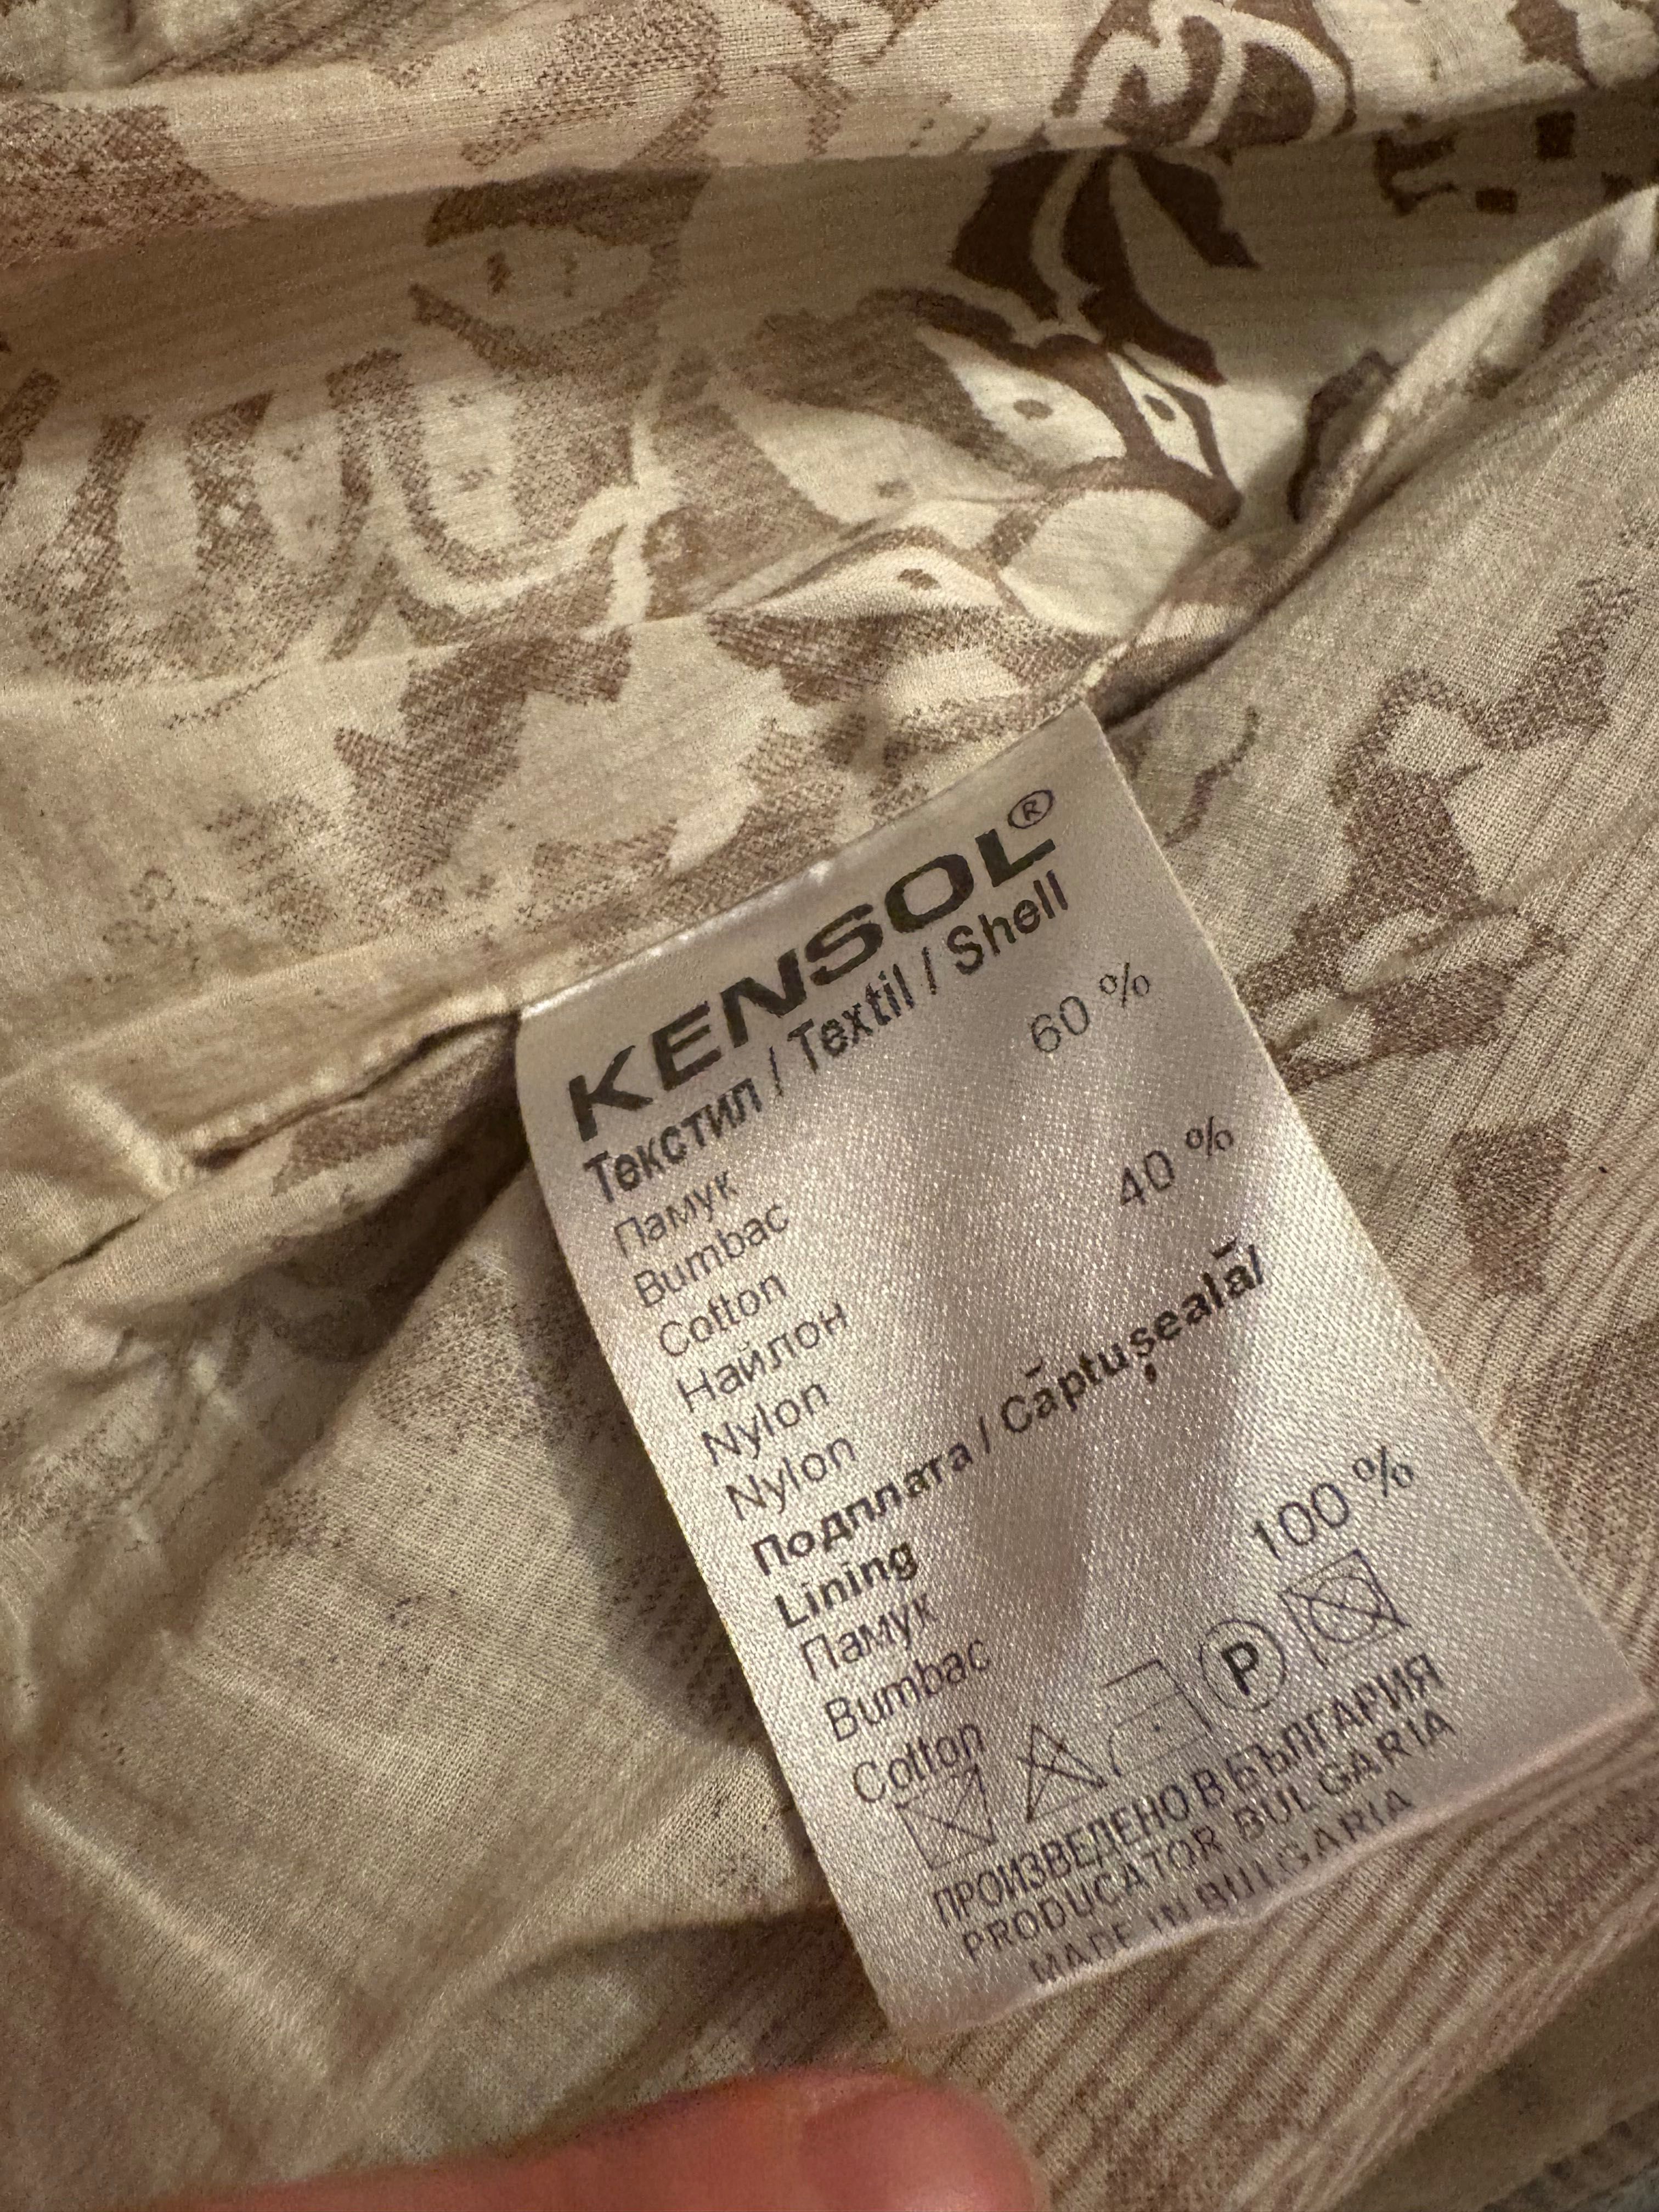 KENSOL®
Текстил / Textil / Shell
Памук 60 %
Bumbac
Cotton
Найлон 40 %
Nylon
Nylon
Подплата / Căptuşeală/
Lining
Памук 100 %
Bumbac
Cotton
P
ПРОИЗВЕДЕНО В БЪЛГАРИЯ
PRODUCATOR BULGARIA
MADE IN BULGARIA